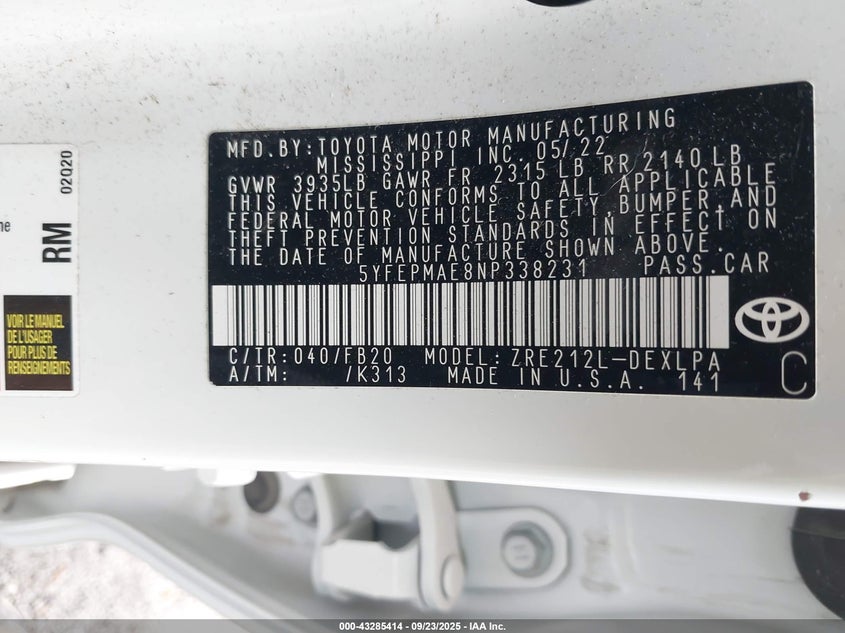 MFD.BY:TOYOTA MOTOR MANUFACTURING
MISSISSIPPI INC. 05/22
GVWR 3935LB GAWR FR 2315 LB RR 2140 LB
THIS VEHICLE CONFORMS TO ALL APPLICABLE
FEDERAL MOTOR VEHICLE SAFETY,BUMPER,AND
THEFT PREVENTION STANDARDS IN EFFECT ON
THE DATE OF MANUFACTURE SHOWN ABOVE.
5YFEPMAE8NP338231 PASS.CAR
C/TR:040/FB20 MODEL:ZRE212L-DEXLPA
A/TM: /K313 MADE IN U.S.A. 141
C
RM
02Q20
VOIR LE MANUEL
DE L'USAGER
POUR PLUS DE
RENSEIGNEMENTS
000-43285414 - 09/23/2025 - IAA Inc.